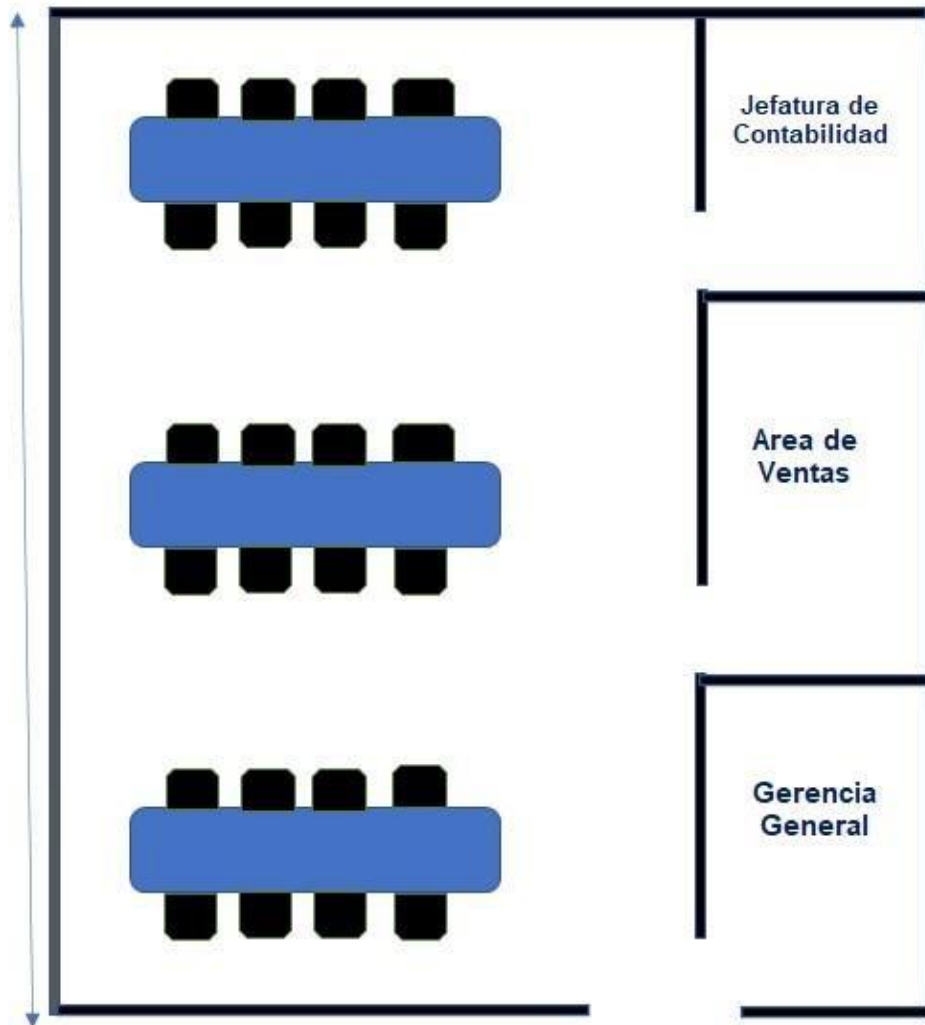 Jefatura de
Contabilidad
Area de
Ventas
Gerencia
General